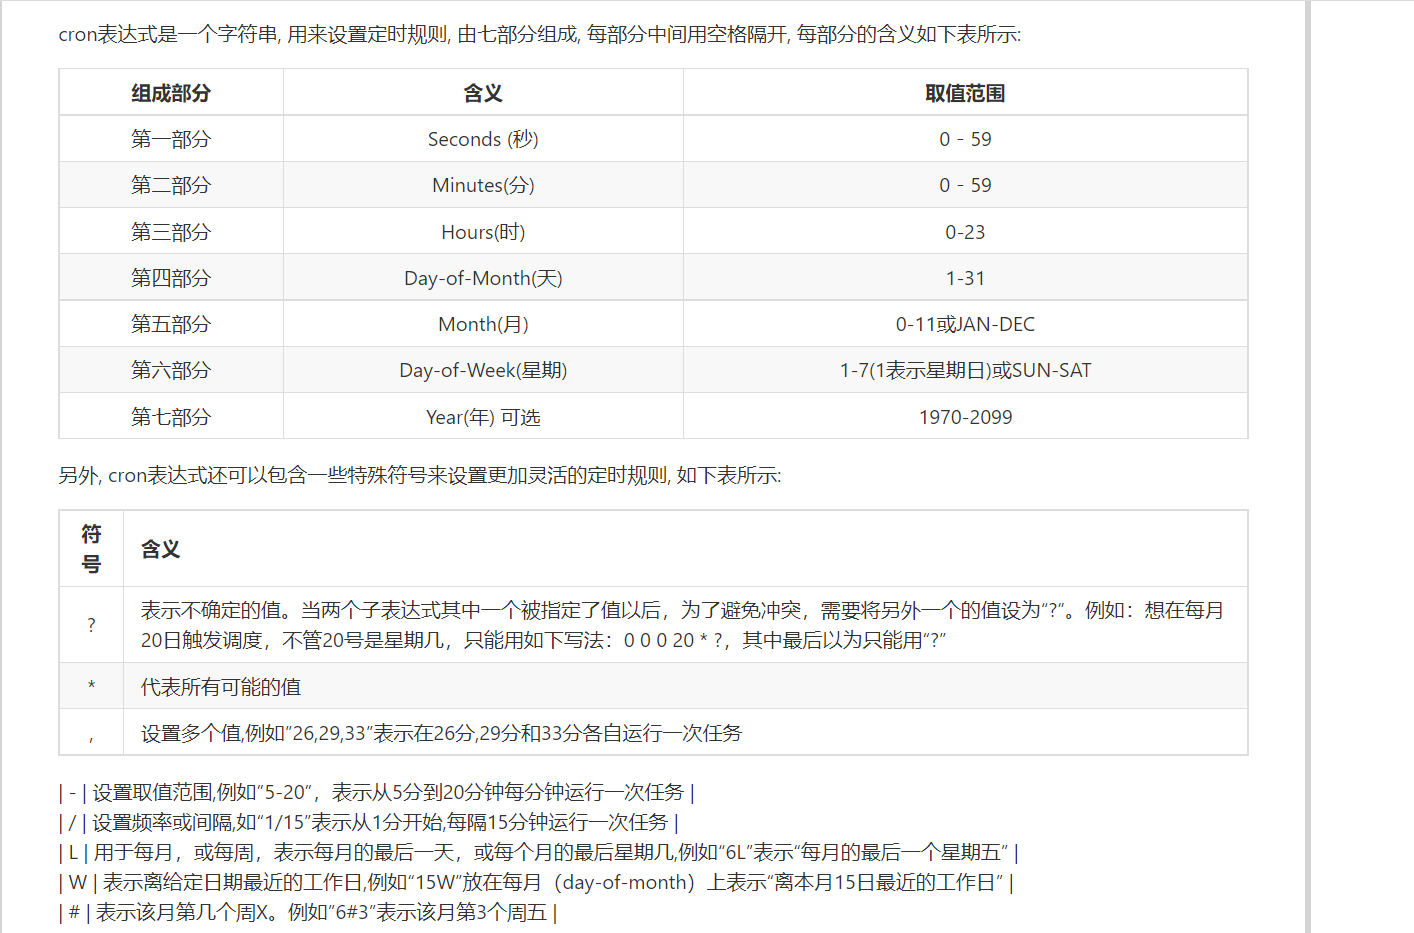 cron表达式是一个字符串, 用来设置定时规则, 由七部分组成, 每部分中间用空格隔开, 每部分的含义如下表所示:
组成部分 含义 取值范围
第一部分 Seconds (秒) 0 - 59
第二部分 Minutes(分) 0 - 59
第三部分 Hours(时) 0-23
第四部分 Day-of-Month(天) 1-31
第五部分 Month(月) 0-11或JAN-DEC
第六部分 Day-of-Week(星期) 1-7(1表示星期日)或SUN-SAT
第七部分 Year(年) 可选 1970-2099
另外, cron表达式还可以包含一些特殊符号来设置更加灵活的定时规则, 如下表所示:
符号 含义
? 表示不确定的值。当两个子表达式其中一个被指定了值以后，为了避免冲突，需要将另外一个的值设为“?”。例如：想在每月
20日触发调度，不管20号是星期几，只能用如下写法：0 0 0 20 * ?，其中最后以为只能用“?”
* 代表所有可能的值
, 设置多个值,例如”26,29,33”表示在26分,29分和33分各自运行一次任务
| - | 设置取值范围,例如“5-20”，表示从5分到20分钟每分钟运行一次任务 |
| / | 设置频率或间隔,如“1/15”表示从1分开始,每隔15分钟运行一次任务 |
| L | 用于每月，或每周，表示每月的最后一天，或每个月的最后星期几,例如“6L”表示“每月的最后一个星期五” |
| W | 表示离给定日期最近的工作日,例如“15W”放在每月（day-of-month）上表示“离本月15日最近的工作日” |
| # | 表示该月第几个周X。例如”6#3”表示该月第3个周五 |